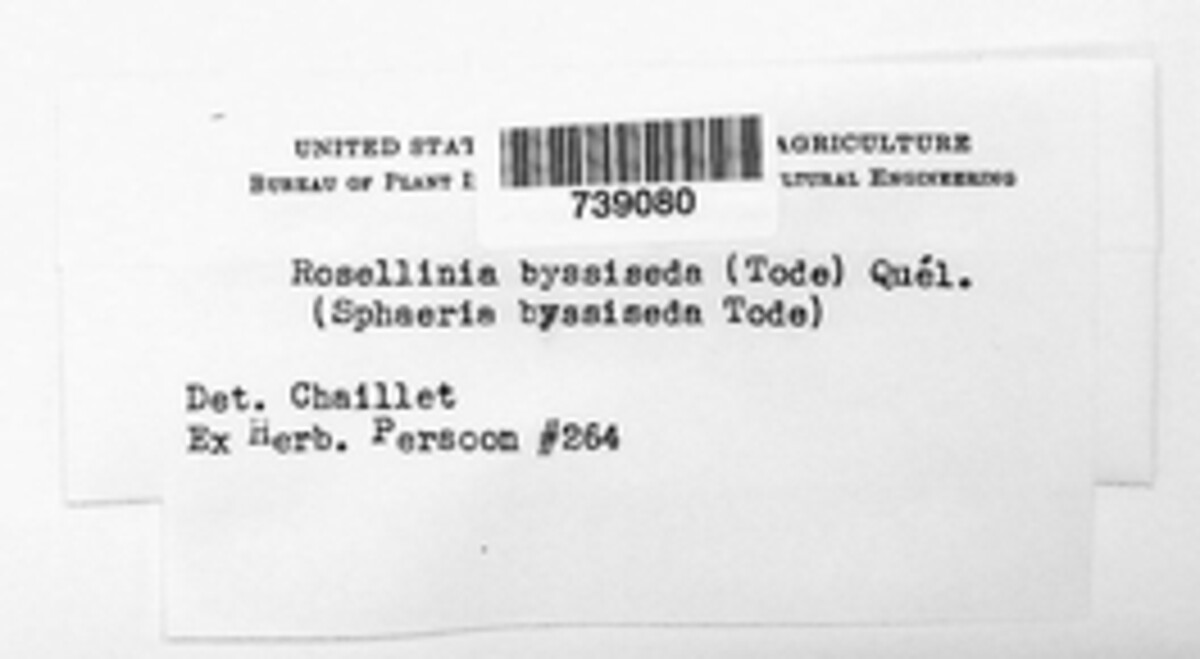 UNITED STAT AGRICULTURE
BUREAU OF PLANT I LTURAL ENGINEERING
739080
Rosellinia byssiseda (Tode) Quél.
(Sphaeria byssiseda Tode)
Det. Chaillet
Ex Herb. Persoon #264